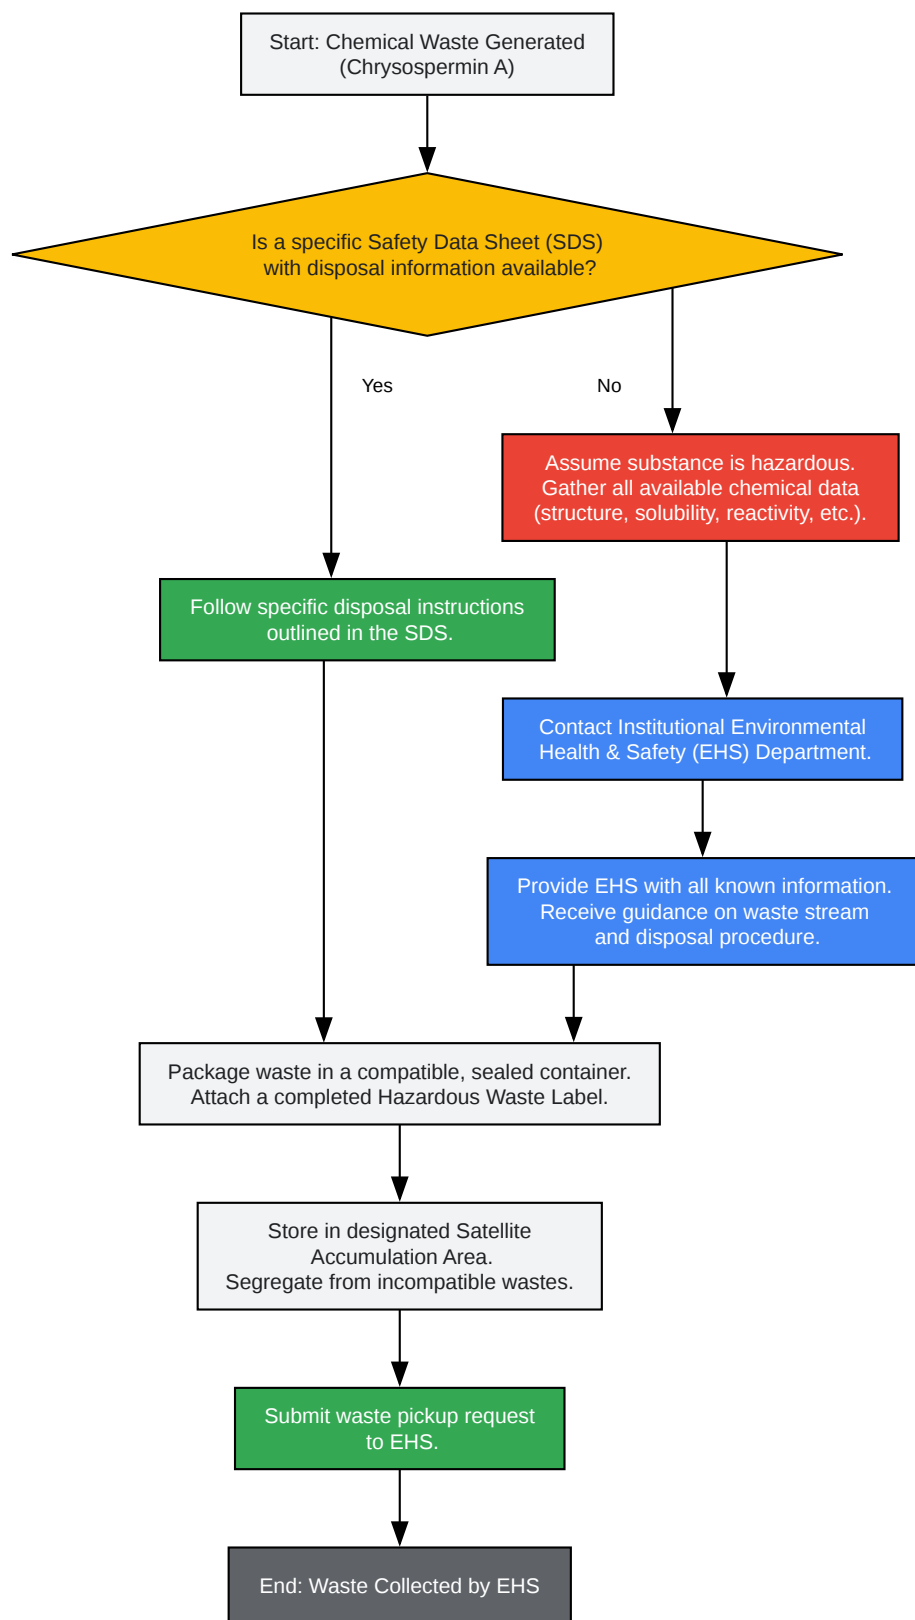 Start: Chemical Waste Generated
(Chrysospermin A)
Is a specific Safety Data Sheet (SDS)
with disposal information available?
Yes
No
Assume substance is hazardous.
Gather all available chemical data
(structure, solubility, reactivity, etc.).
Follow specific disposal instructions
outlined in the SDS.
Contact Institutional Environmental
Health & Safety (EHS) Department.
Provide EHS with all known information.
Receive guidance on waste stream
and disposal procedure.
Package waste in a compatible, sealed container.
Attach a completed Hazardous Waste Label.
Store in designated Satellite
Accumulation Area.
Segregate from incompatible wastes.
Submit waste pickup request
to EHS.
End: Waste Collected by EHS